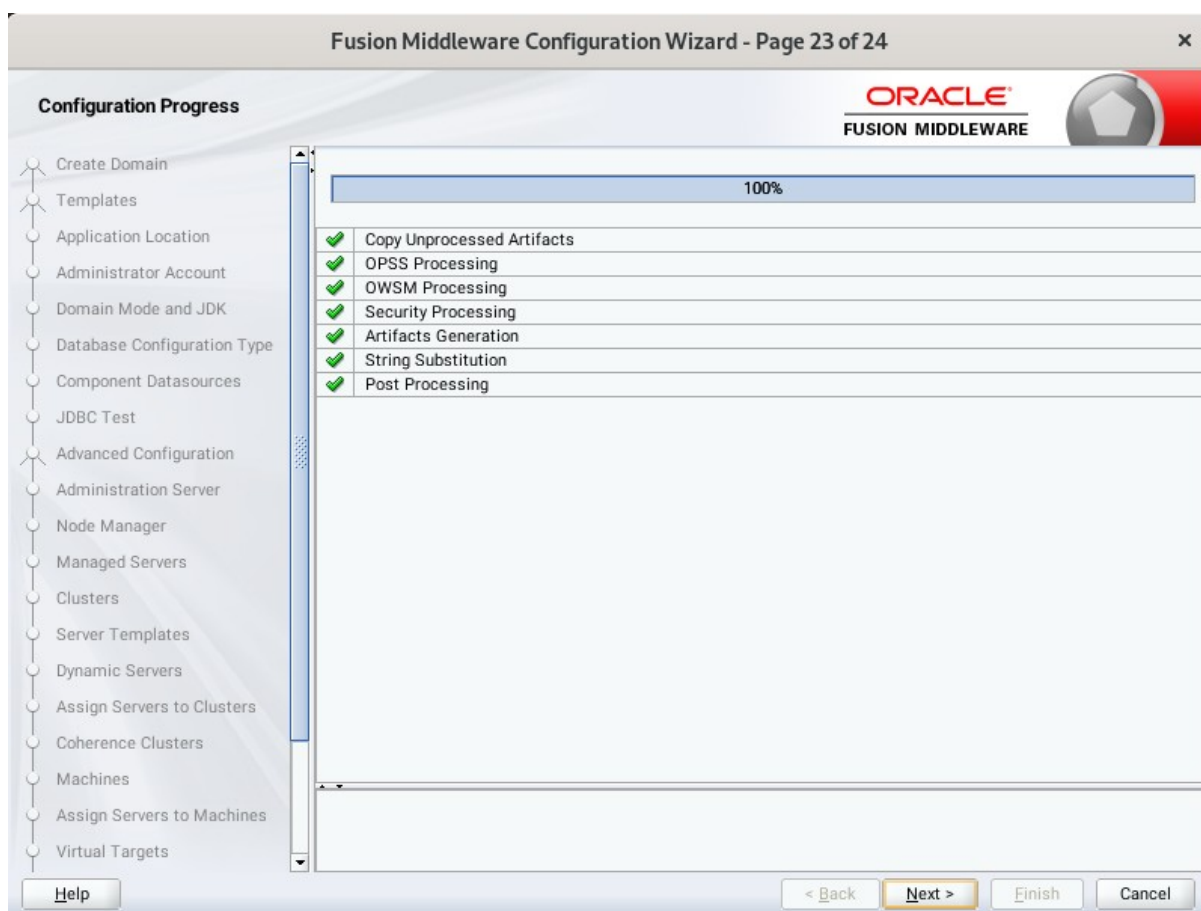 Fusion Middleware Configuration Wizard - Page 23 of 24
Configuration Progress
ORACLE
FUSION MIDDLEWARE
Create Domain
Templates
Application Location
Administrator Account
Domain Mode and JDK
Database Configuration Type
Component Datasources
JDBC Test
Advanced Configuration
Administration Server
Node Manager
Managed Servers
Clusters
Server Templates
Dynamic Servers
Assign Servers to Clusters
Coherence Clusters
Machines
Assign Servers to Machines
Virtual Targets
100%
Copy Unprocessed Artifacts
OPSS Processing
OWSM Processing
Security Processing
Artifacts Generation
String Substitution
Post Processing
Help
< Back
Next >
Finish
Cancel